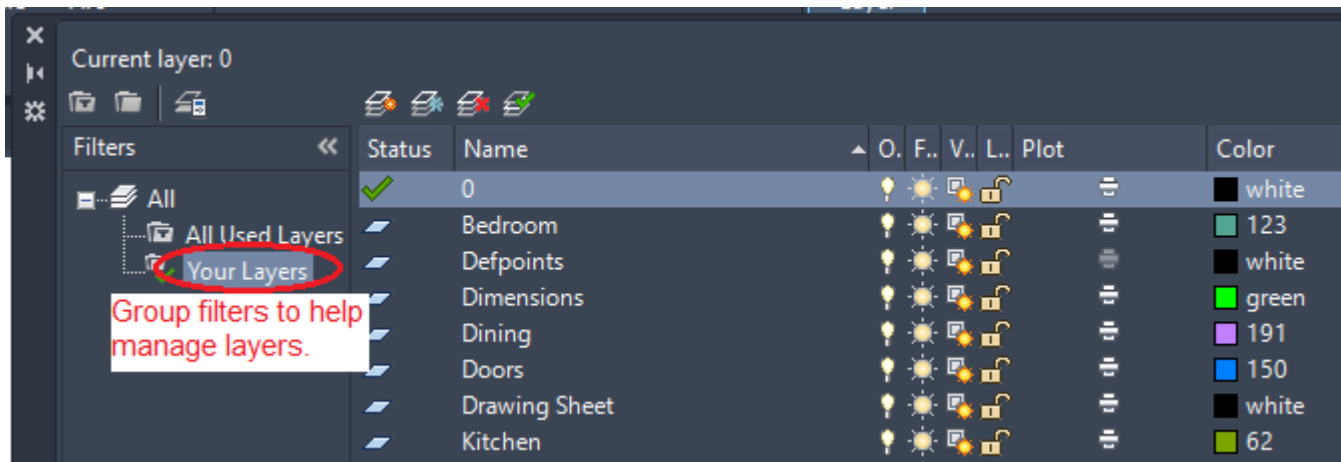 Current layer: 0
Filters
Status Name O. F.. V.. L.. Plot Color
All
0 white
All Used Layers
Bedroom 123
Your Layers
Defpoints white
Group filters to help
manage layers.
Dimensions green
Dining 191
Doors 150
Drawing Sheet white
Kitchen 62